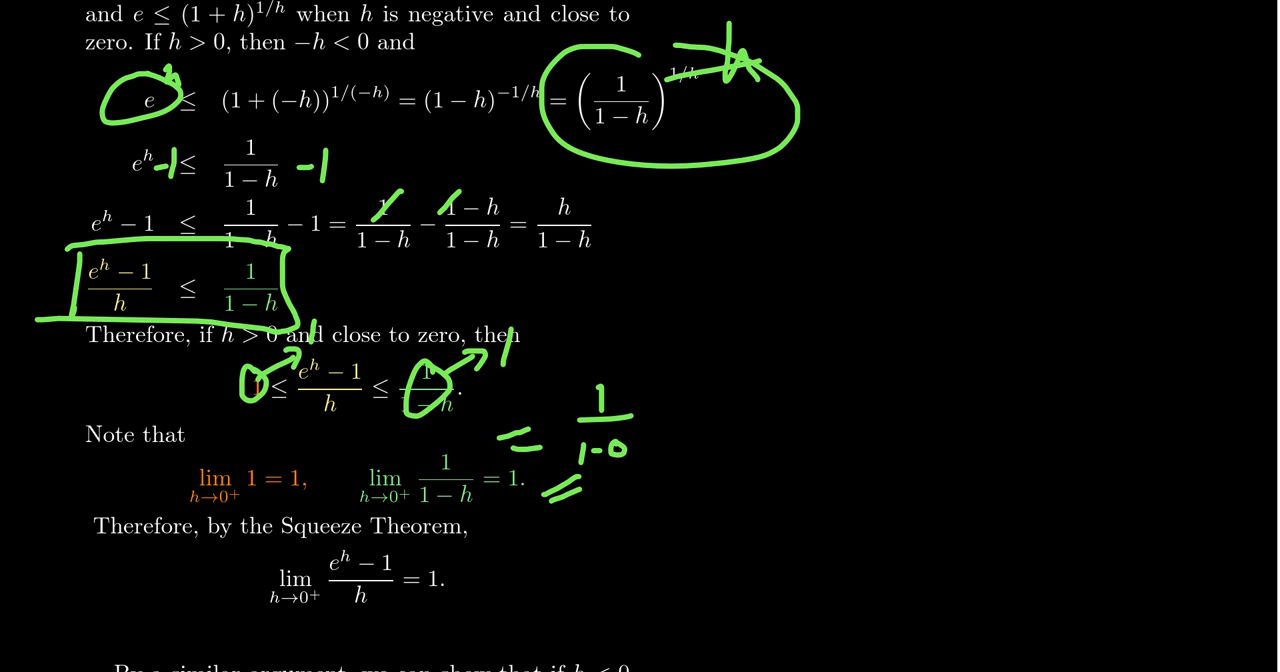 and e ≤ (1 + h)^{1/h} when h is negative and close to
zero. If h > 0, then −h < 0 and
e^h ≤ (1 + (−h))^{1/(−h)} = (1 − h)^{−1/h} = (1/(1 − h))^{1/h}
e^h -1 ≤ 1/(1 − h) -1
e^h − 1 ≤ 1/(1 − h) − 1 = 1/(1 − h) − (1 − h)/(1 − h) = h/(1 − h)
(e^h − 1)/h ≤ 1/(1 − h)
Therefore, if h > 0 and close to zero, then
1 1
1 ≤ (e^h − 1)/h ≤ 1/(1 − h).
= 1/(1-0)
Note that
lim_{h→0⁺} 1 = 1, lim_{h→0⁺} 1/(1 − h) = 1. =
Therefore, by the Squeeze Theorem,
lim_{h→0⁺} (e^h − 1)/h = 1.